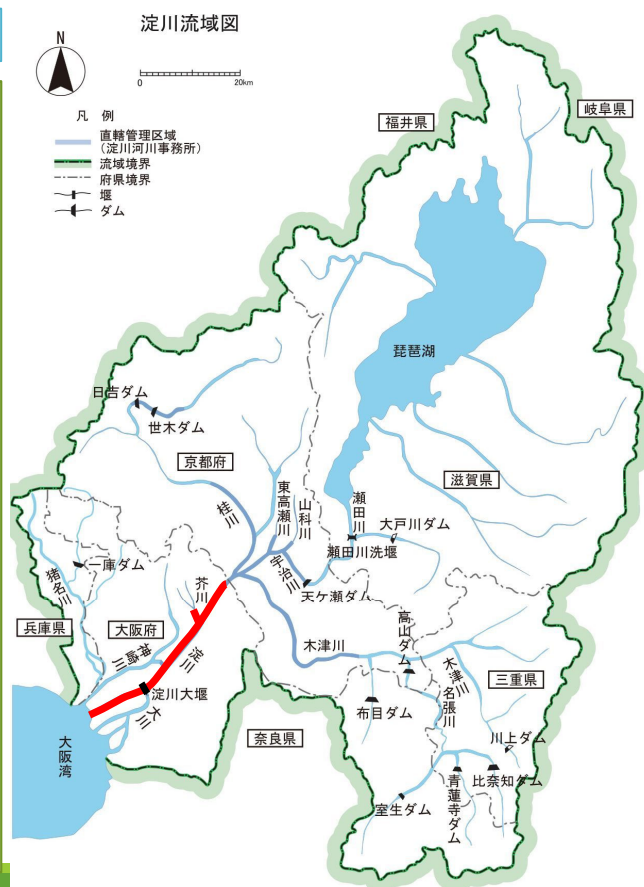 淀川流域図
N
0 20km
凡 例
直轄管理区域
(淀川河川事務所)
流域境界
府県境界
堰
ダム
福井県
岐阜県
琵琶湖
日吉ダム
世木ダム
京都府
滋賀県
桂川
東高瀬川
山科川
宇治川
瀬田川
大戸川ダム
瀬田川洗堰
天ケ瀬ダム
一庫ダム
猪名川
芥川
兵庫県
大阪府
神崎川
淀川
淀川大堰
大川
木津川
高山ダム
木津川
名張川
三重県
布目ダム
川上ダム
奈良県
大阪湾
室生ダム
青蓮寺ダム
比奈知ダム